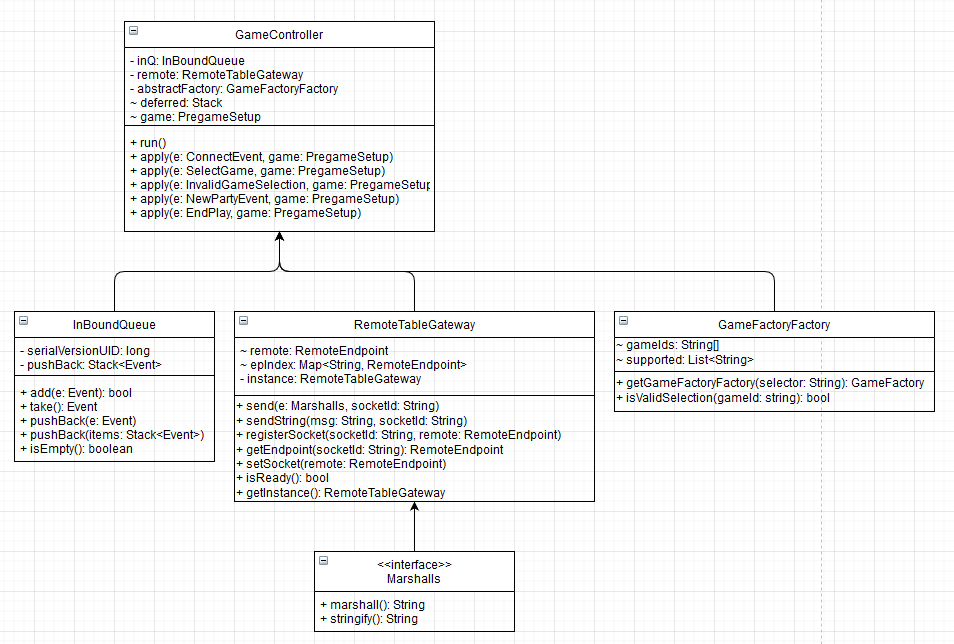 GameController
- inQ: InBoundQueue
- remote: RemoteTableGateway
- abstractFactory: GameFactoryFactory
~ deferred: Stack
~ game: PregameSetup
+ run()
+ apply(e: ConnectEvent, game: PregameSetup)
+ apply(e: SelectGame, game: PregameSetup)
+ apply(e: InvalidGameSelection, game: PregameSetup
+ apply(e: NewPartyEvent, game: PregameSetup)
+ apply(e: EndPlay, game: PregameSetup)
InBoundQueue
- serialVersionUID: long
- pushBack: Stack<Event>
+ add(e: Event): bool
+ take(): Event
+ pushBack(e: Event)
+ pushBack(items: Stack<Event>)
+ isEmpty(): boolean
RemoteTableGateway
~ remote: RemoteEndpoint
~ epIndex: Map<String, RemoteEndpoint>
- instance: RemoteTableGateway
+ send(e: Marshalls, socketId: String)
+ sendString(msg: String, socketId: String)
+ registerSocket(socketId: String, remote: RemoteEndpoint)
+ getEndpoint(socketId: String): RemoteEndpoint
+ setSocket(remote: RemoteEndpoint)
+ isReady(): bool
+ getInstance(): RemoteTableGateway
GameFactoryFactory
~ gameIds: String[]
~ supported: List<String>
+ getGameFactoryFactory(selector: String): GameFactory
+ isValidSelection(gameId: string): bool
<<interface>>
Marshalls
+ marshall(): String
+ stringify(): String